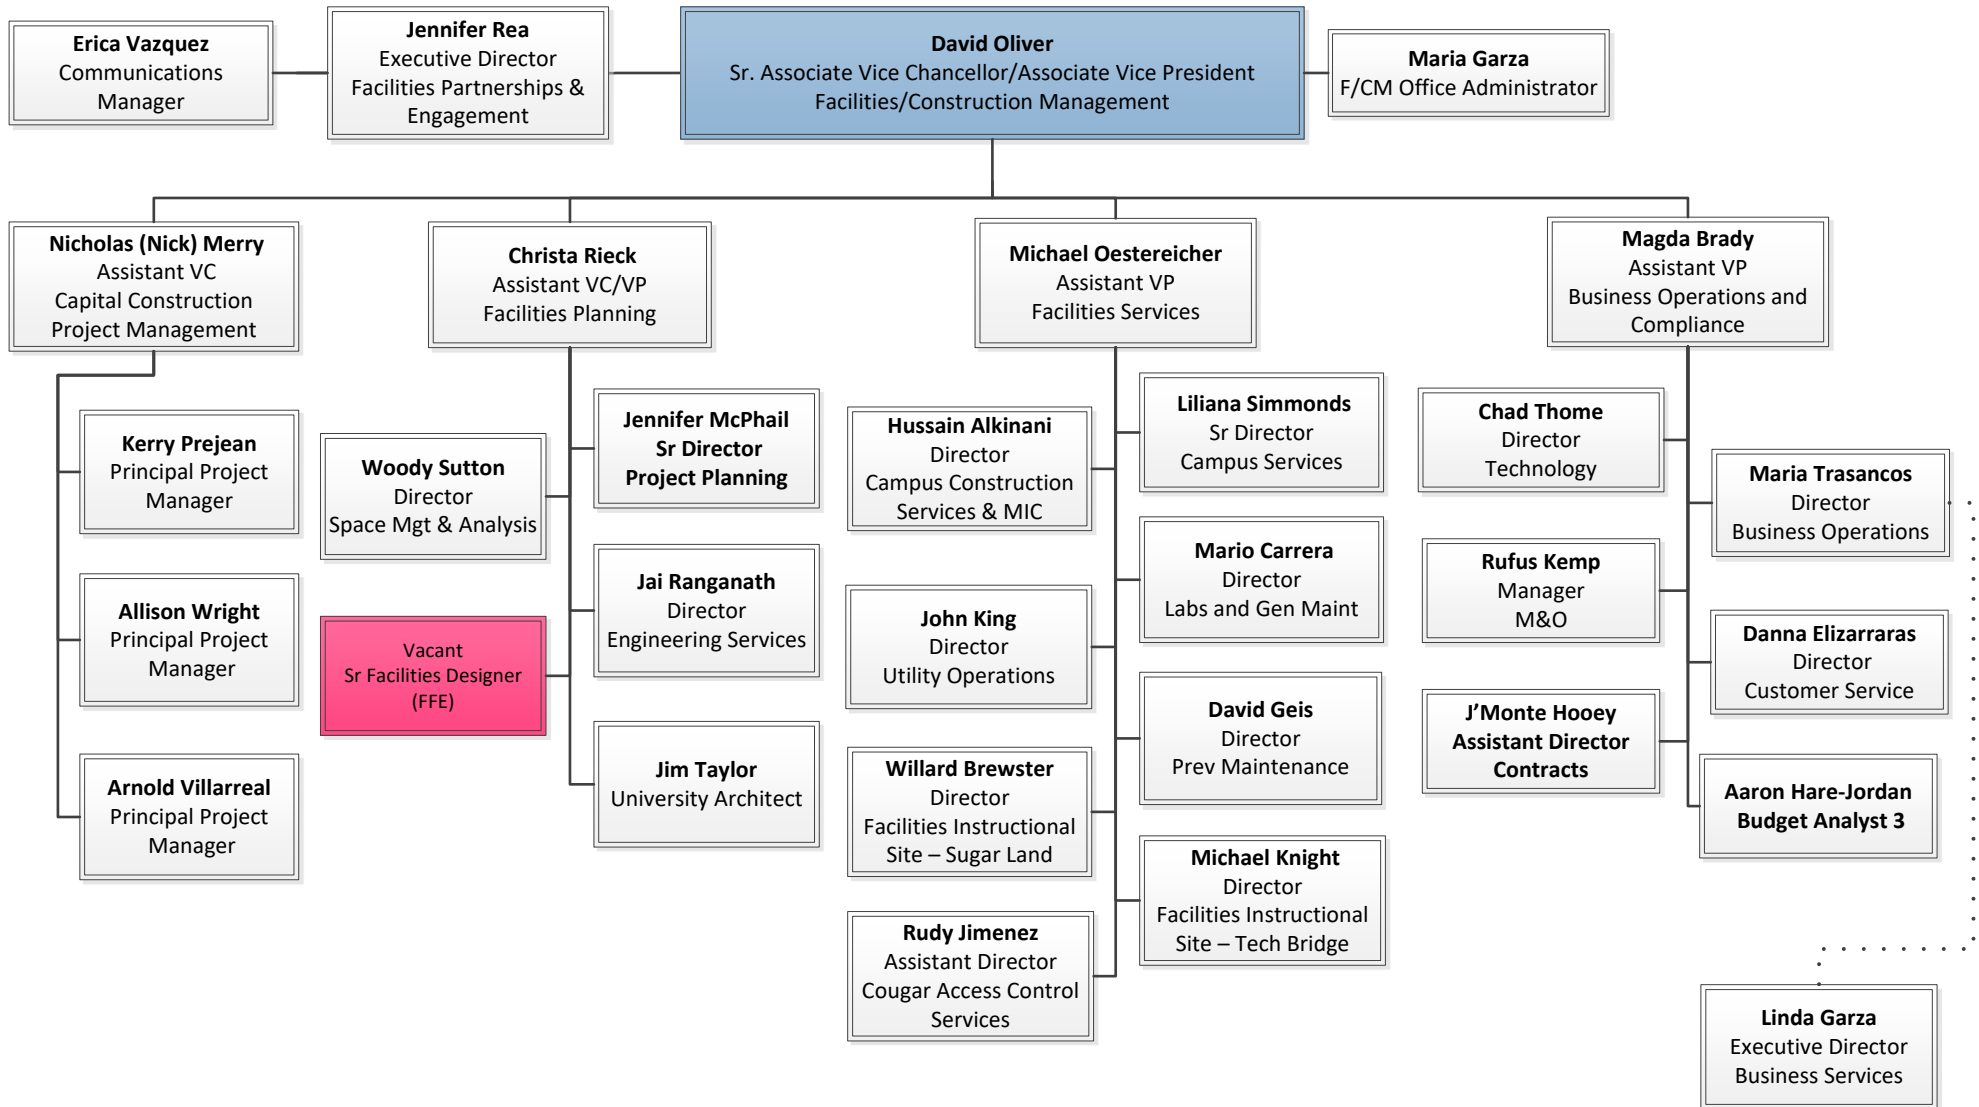 Erica Vazquez
Communications
Manager
Jennifer Rea
Executive Director
Facilities Partnerships &
Engagement
David Oliver
Sr. Associate Vice Chancellor/Associate Vice President
Facilities/Construction Management
Maria Garza
F/CM Office Administrator
Nicholas (Nick) Merry
Assistant VC
Capital Construction
Project Management
Christa Rieck
Assistant VC/VP
Facilities Planning
Michael Oestereicher
Assistant VP
Facilities Services
Magda Brady
Assistant VP
Business Operations and
Compliance
Kerry Prejean
Principal Project
Manager
Allison Wright
Principal Project
Manager
Arnold Villarreal
Principal Project
Manager
Woody Sutton
Director
Space Mgt & Analysis
Vacant
Sr Facilities Designer
(FFE)
Jennifer McPhail
Sr Director
Project Planning
Jai Ranganath
Director
Engineering Services
Jim Taylor
University Architect
Hussain Alkinani
Director
Campus Construction
Services & MIC
John King
Director
Utility Operations
Willard Brewster
Director
Facilities Instructional
Site – Sugar Land
Rudy Jimenez
Assistant Director
Cougar Access Control
Services
Liliana Simmonds
Sr Director
Campus Services
Mario Carrera
Director
Labs and Gen Maint
David Geis
Director
Prev Maintenance
Michael Knight
Director
Facilities Instructional
Site – Tech Bridge
Chad Thome
Director
Technology
Rufus Kemp
Manager
M&O
J’Monte Hooey
Assistant Director
Contracts
Maria Trasancos
Director
Business Operations
Danna Elizarraras
Director
Customer Service
Aaron Hare-Jordan
Budget Analyst 3
Linda Garza
Executive Director
Business Services